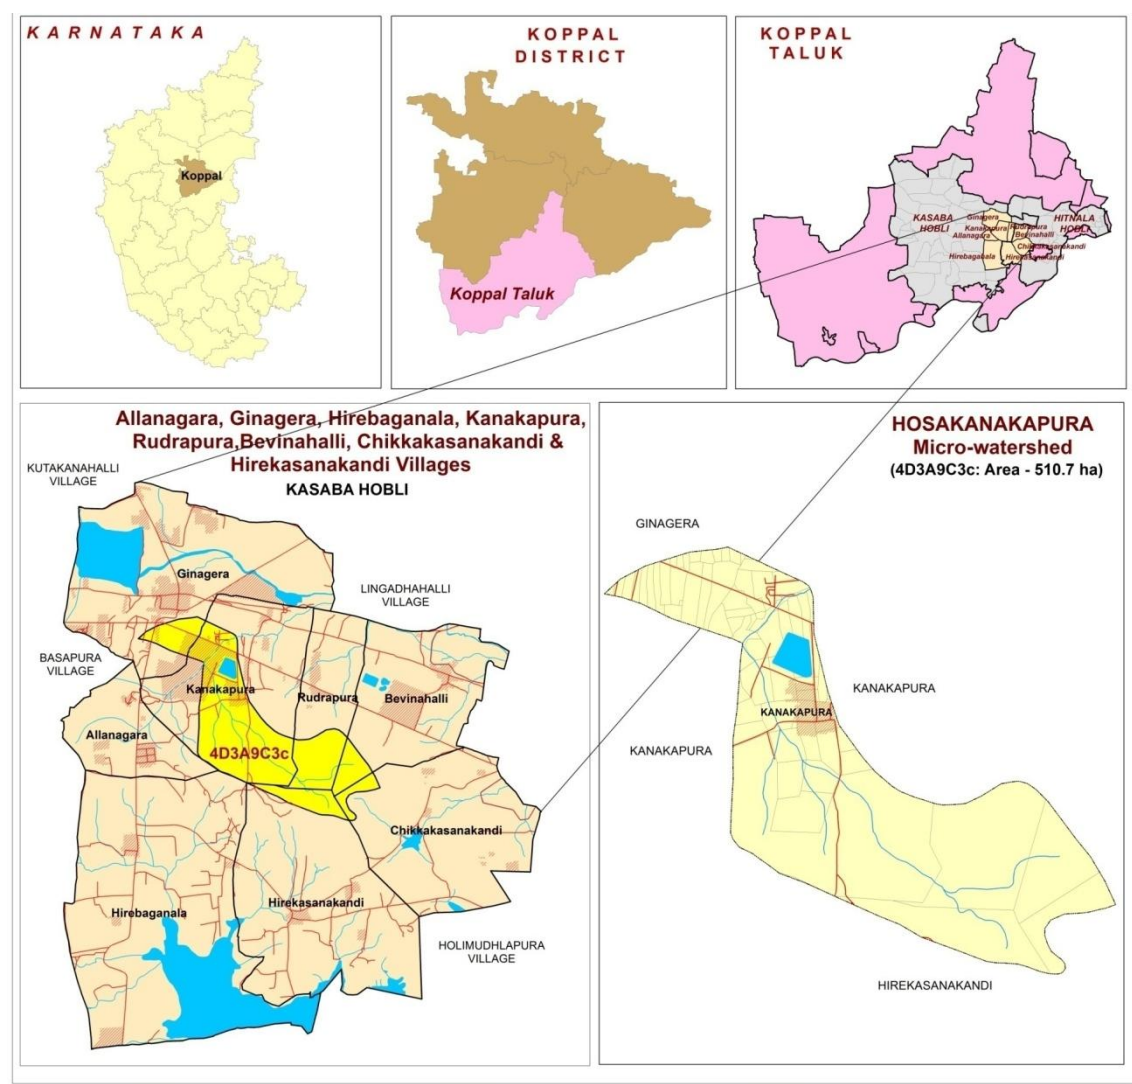 KARNATAKA
Koppal
KOPPAL
DISTRICT
Koppal Taluk
KOPPAL
TALUK
KASABA
HOBLI
Ginagera
Kanakapura
Allanagara
Hirebaganala
Rudrapura
Bevinahalli
HITNALA
HOBLI
Chikkakasanakandi
Hirekasanakandi
Allanagara, Ginagera, Hirebaganala, Kanakapura,
Rudrapura,Bevinahalli, Chikkakasanakandi &
Hirekasanakandi Villages
KASABA HOBLI
KUTAKANAHALLI
VILLAGE
Ginagera
LINGADHAHALLI
VILLAGE
BASAPURA
VILLAGE
Kanakapura
Rudrapura
Bevinahalli
Allanagara
4D3A9C3c
Chikkakasanakandi
Hirebaganala
Hirekasanakandi
HOLIMUDHLAPURA
VILLAGE
HOSAKANAKAPURA
Micro-watershed
(4D3A9C3c: Area - 510.7 ha)
GINAGERA
KANAKAPURA
KANAKAPURA
KANAKAPURA
HIREKASANAKANDI